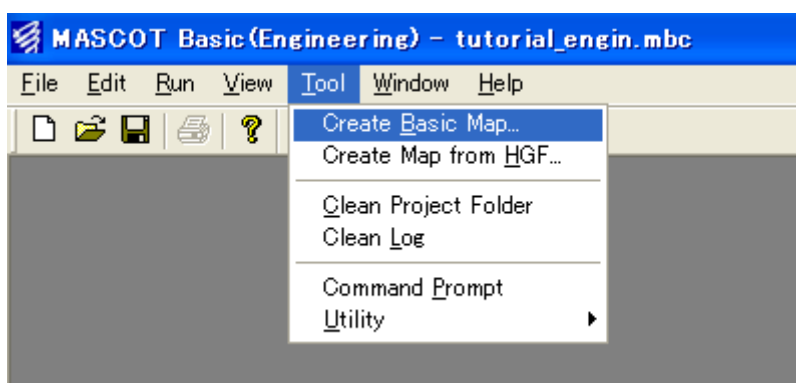 MASCOT Basic(Engineering) - tutorial_engin.mbc
File Edit Run View Tool Window Help
Create Basic Map...
Create Map from HGF...
Clean Project Folder
Clean Log
Command Prompt
Utility